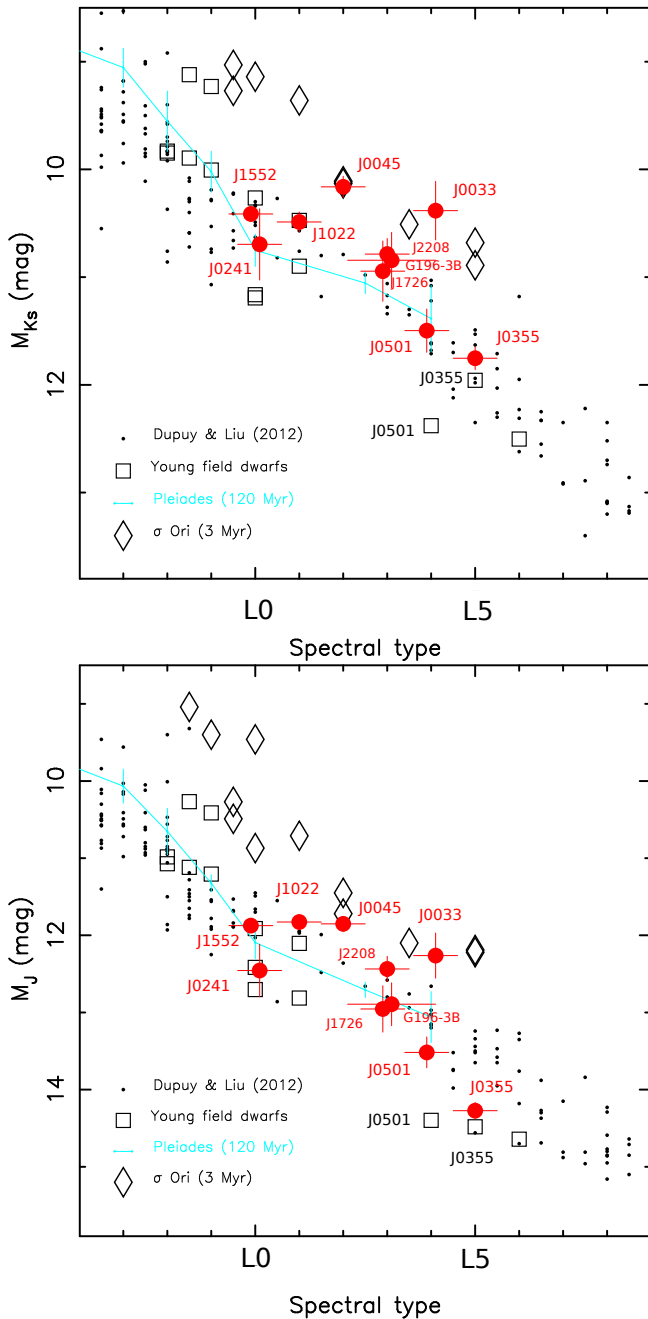 10
12
M_Ks (mag)
J1552
J0045
J0033
J1022
J0241
J2208
G196-3B
J1726
J0501
J0355
J0355
J0501
Dupuy & Liu (2012)
Young field dwarfs
Pleiades (120 Myr)
σ Ori (3 Myr)
L0 L5
Spectral type
10
12
14
M_J (mag)
J1022
J0045
J0033
J1552
J2208
J0241
J1726
G196-3B
J0501
J0355
J0501
J0355
Dupuy & Liu (2012)
Young field dwarfs
Pleiades (120 Myr)
σ Ori (3 Myr)
L0 L5
Spectral type